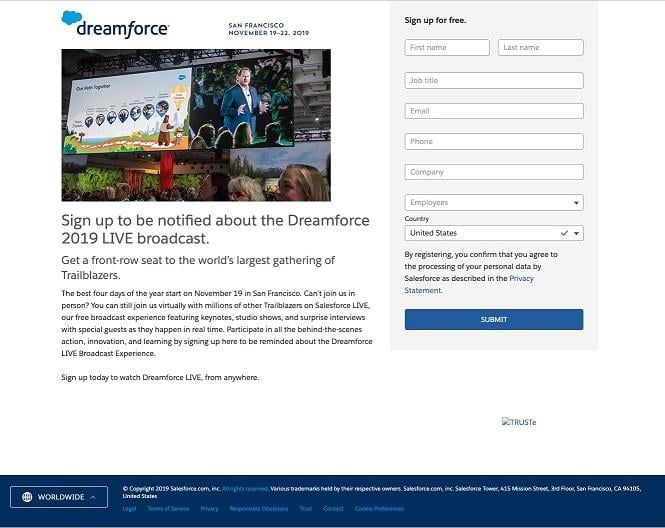 dreamforce
SAN FRANCISCO
NOVEMBER 19-22, 2019
Our Path Together
Sign up to be notified about the Dreamforce
2019 LIVE broadcast.
Get a front-row seat to the world's largest gathering of
Trailblazers.
The best four days of the year start on November 19 in San Francisco. Can't join us in
person? You can still join us virtually with millions of other Trailblazers on Salesforce LIVE,
our free broadcast experience featuring keynotes, studio shows, and surprise interviews
with special guests as they happen in real time. Participate in all the behind-the-scenes
action, innovation, and learning by signing up here to be reminded about the Dreamforce
LIVE Broadcast Experience.
Sign up today to watch Dreamforce LIVE, from anywhere.
Sign up for free.
First name
Last name
Job title
Email
Phone
Company
Employees
Country
United States
By registering, you confirm that you agree to
the processing of your personal data by
Salesforce as described in the Privacy
Statement.
SUBMIT
TRUSTe
WORLDWIDE
© Copyright 2019 Salesforce.com, inc. All rights reserved. Various trademarks held by their respective owners. Salesforce.com, inc. Salesforce Tower, 415 Mission Street, 3rd Floor, San Francisco, CA 94105,
United States
Legal Terms of Service Privacy Responsible Disclosure Trust Contact Cookie Preferences